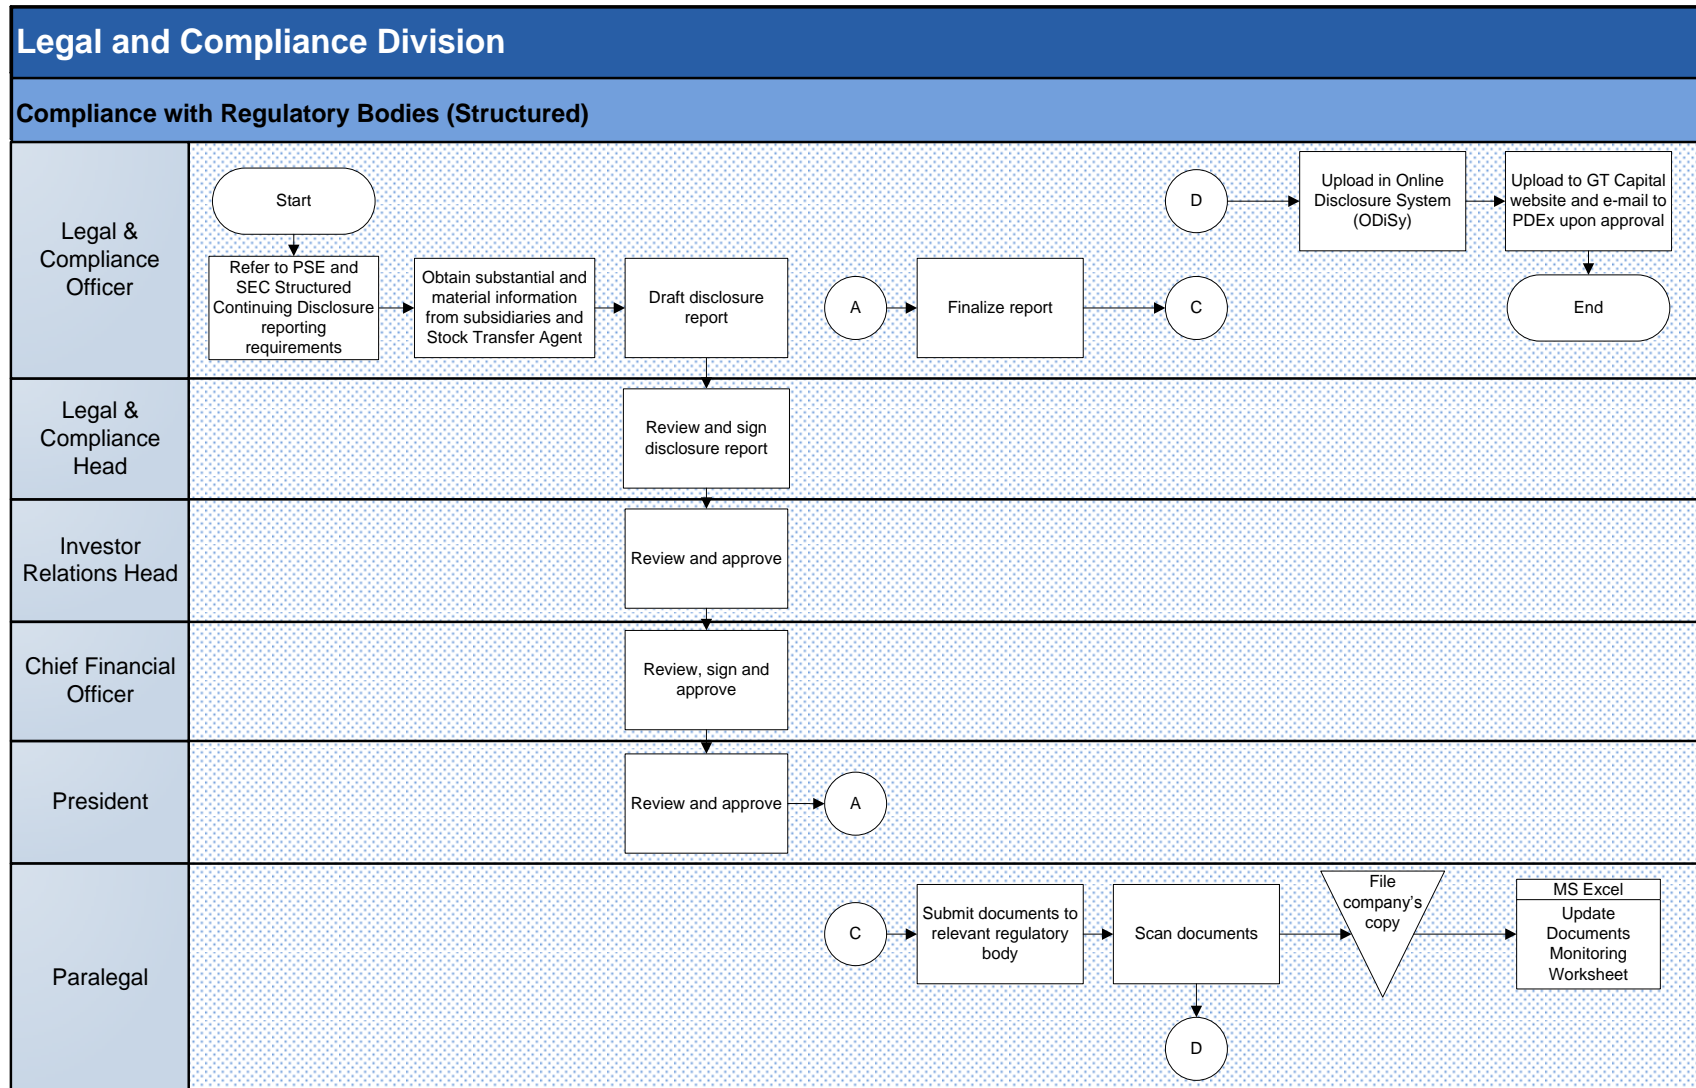 Legal and Compliance Division
Compliance with Regulatory Bodies (Structured)
Legal &
Compliance
Officer
Start
Refer to PSE and
SEC Structured
Continuing Disclosure
reporting
requirements
Obtain substantial and
material information
from subsidiaries and
Stock Transfer Agent
Draft disclosure
report
A
Finalize report
C
D
Upload in Online
Disclosure System
(ODiSy)
Upload to GT Capital
website and e-mail to
PDEx upon approval
End
Legal &
Compliance
Head
Review and sign
disclosure report
Investor
Relations Head
Review and approve
Chief Financial
Officer
Review, sign and
approve
President
Review and approve
A
Paralegal
C
Submit documents to
relevant regulatory
body
Scan documents
D
File
company's
copy
MS Excel
Update
Documents
Monitoring
Worksheet